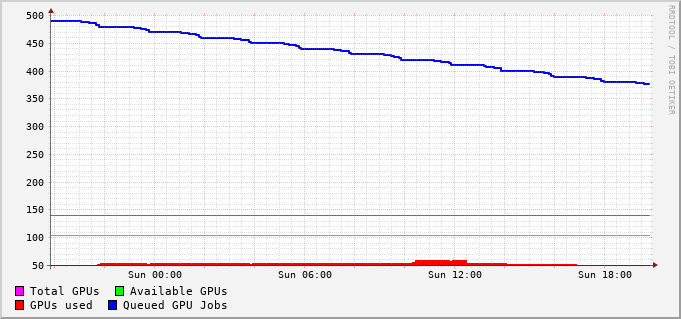 500
450
400
350
300
250
200
150
100
50
Sun 00:00 Sun 06:00 Sun 12:00 Sun 18:00
Total GPUs Available GPUs
GPUs used Queued GPU Jobs
RRDTOOL / TOBI OETIKER